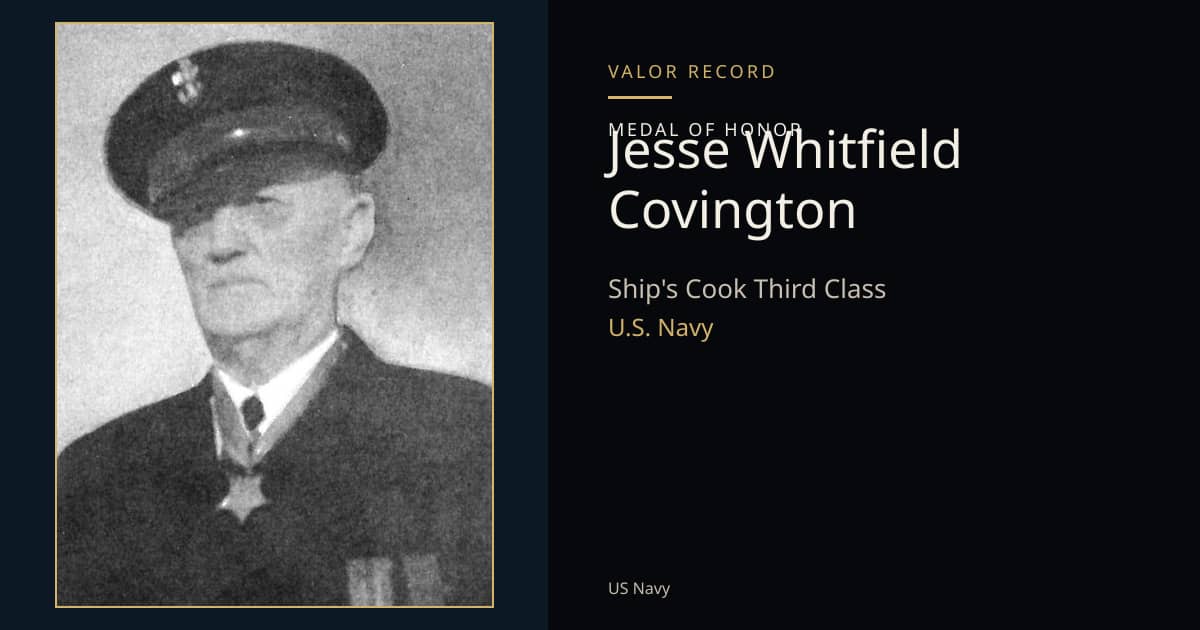 VALOR RECORD
MEDAL OF HONOR
Jesse Whitfield
Covington
Ship's Cook Third Class
U.S. Navy
US Navy